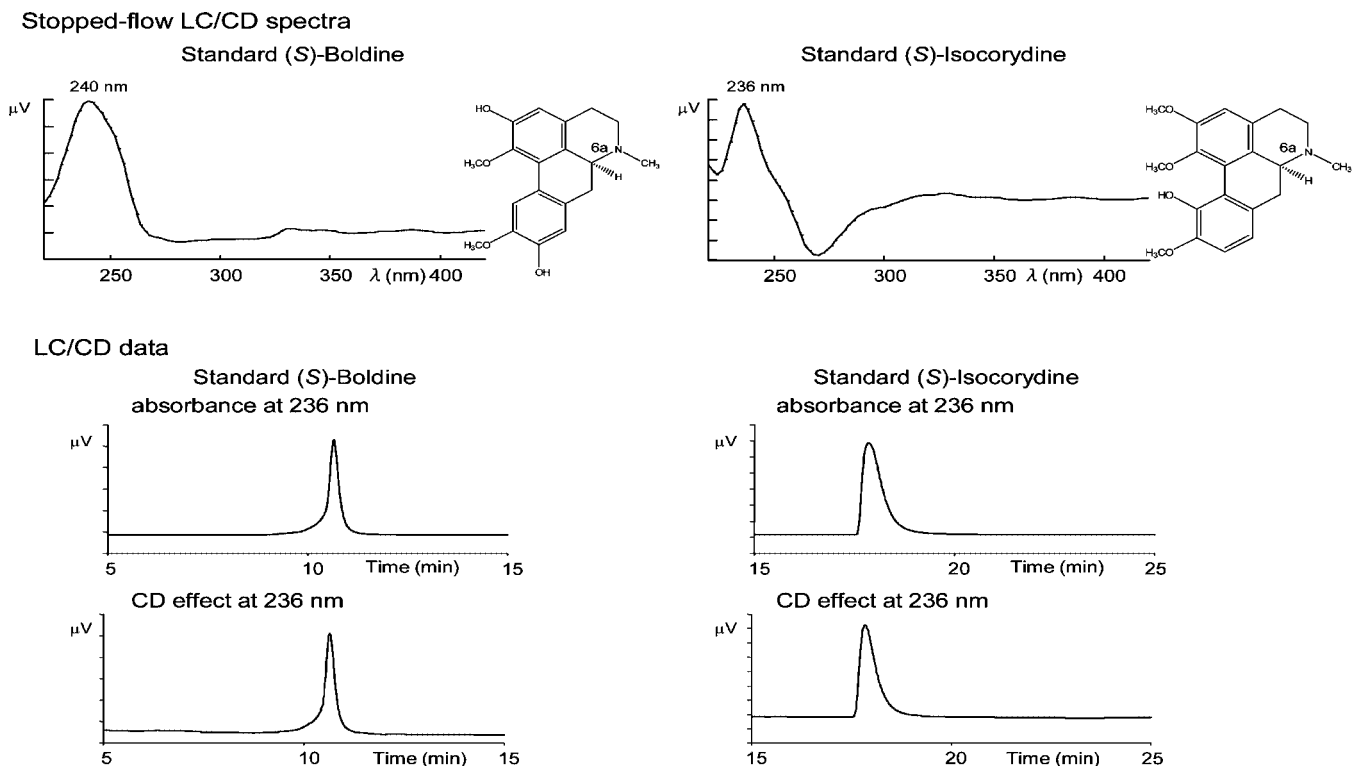 Stopped-flow LC/CD spectra
Standard (S)-Boldine
240 nm
μV
250
300
350
λ (nm)
400
HO
H₃CO
6a
N
CH₃
H
H₃CO
OH
Standard (S)-Isocorydine
236 nm
μV
250
300
350
λ (nm)
400
H₃CO
H₃CO
6a
N
CH₃
H
HO
H₃CO
LC/CD data
Standard (S)-Boldine
absorbance at 236 nm
μV
5
10
Time (min)
15
CD effect at 236 nm
μV
5
10
Time (min)
15
Standard (S)-Isocorydine
absorbance at 236 nm
μV
15
20
Time (min)
25
CD effect at 236 nm
μV
15
20
Time (min)
25